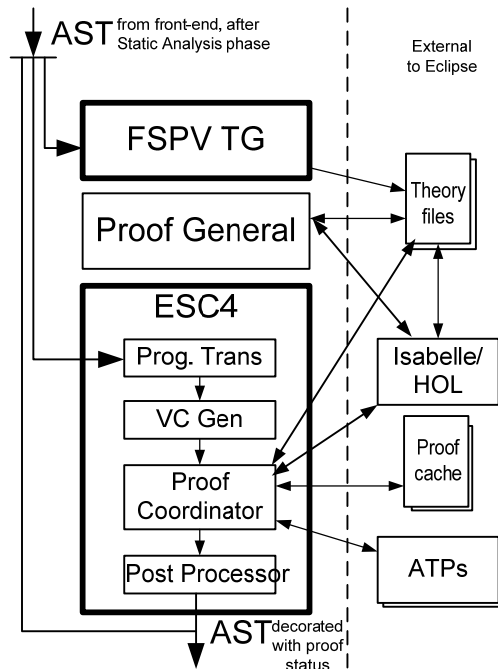 AST from front-end, after
Static Analysis phase
External
to Eclipse
FSPV TG
Theory
files
Proof General
ESC4
Prog. Trans
Isabelle/
HOL
VC Gen
Proof
cache
Proof
Coordinator
ATPs
Post Processor
AST decorated
with proof
status